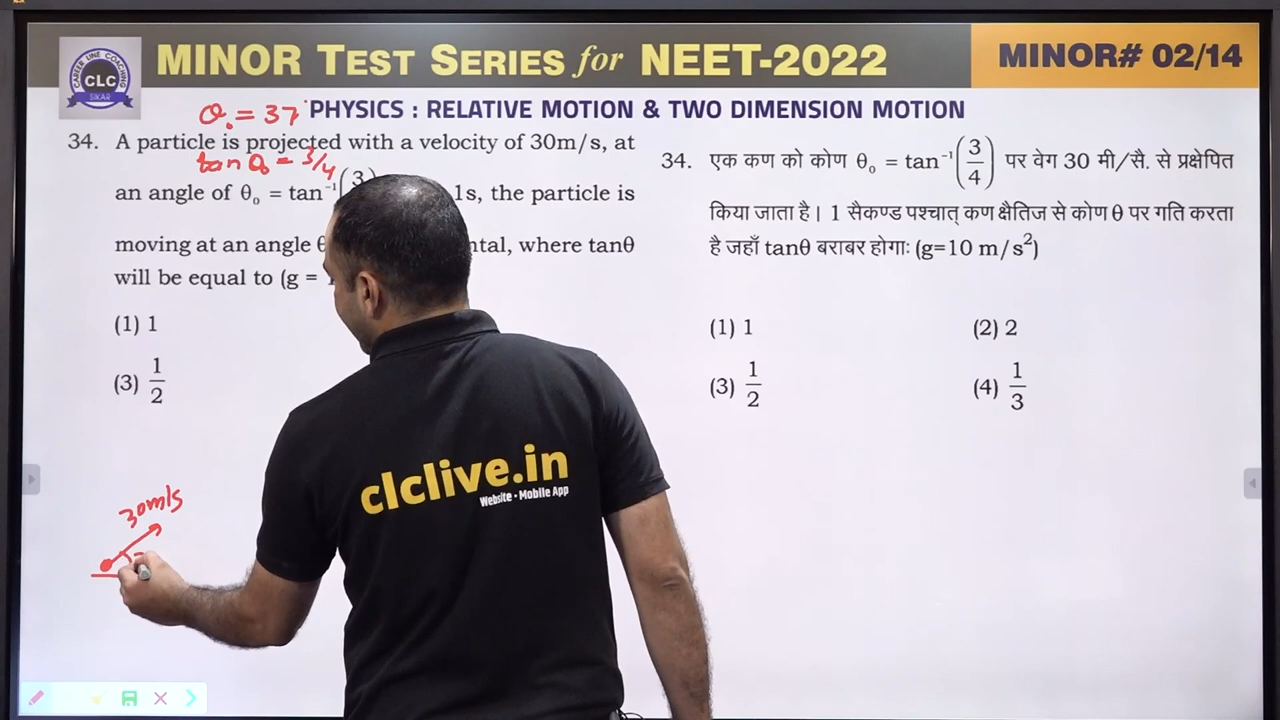 CAREER LINE COACHING
CLC
SIKAR
MINOR TEST SERIES for NEET-2022
MINOR# 02/14
PHYSICS : RELATIVE MOTION & TWO DIMENSION MOTION
θ₀ = 37°
tan θ₀ = 3/4
34. A particle is projected with a velocity of 30m/s, at
an angle of θ₀ = tan⁻¹(3 1s, the particle is
moving at an angle θ ntal, where tanθ
will be equal to (g =
(1) 1
(3) 1/2
34. एक कण को कोण θ₀ = tan⁻¹(3/4) पर वेग 30 मी/सै. से प्रक्षेपित
किया जाता है। 1 सैकण्ड पश्चात् कण क्षैतिज से कोण θ पर गति करता
है जहाँ tanθ बराबर होगाः (g=10 m/s²)
(1) 1
(2) 2
(3) 1/2
(4) 1/3
30m/s
clclive.in
Website • Mobile App